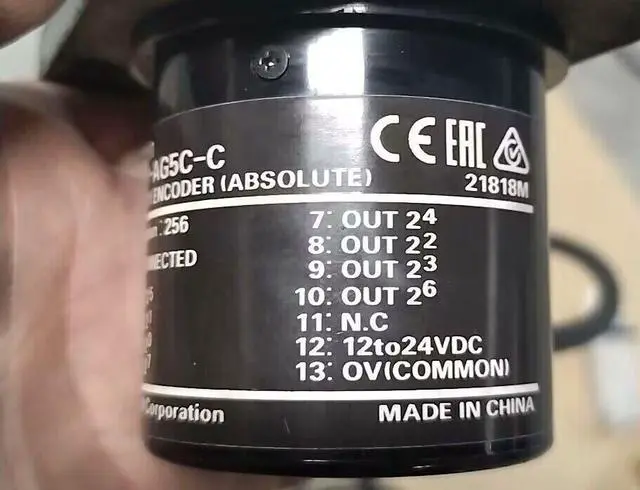 -AG5C-C
CE EAC
ENCODER (ABSOLUTE)
21818M
:256
NNECTED
7: OUT 2⁴
8: OUT 2²
9: OUT 2³
10: OUT 2⁶
11: N.C
12: 12to24VDC
13: 0V(COMMON)
Corporation
MADE IN CHINA